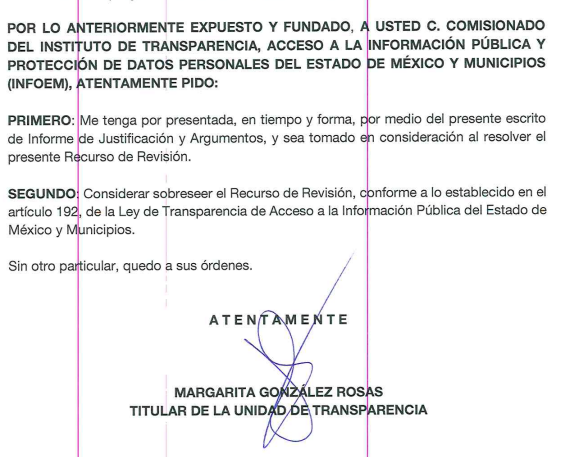 POR LO ANTERIORMENTE EXPUESTO Y FUNDADO, A USTED C. COMISIONADO
DEL INSTITUTO DE TRANSPARENCIA, ACCESO A LA INFORMACIÓN PÚBLICA Y
PROTECCIÓN DE DATOS PERSONALES DEL ESTADO DE MÉXICO Y MUNICIPIOS
(INFOEM), ATENTAMENTE PIDO:
PRIMERO: Me tenga por presentada, en tiempo y forma, por medio del presente escrito
de Informe de Justificación y Argumentos, y sea tomado en consideración al resolver el
presente Recurso de Revisión.
SEGUNDO: Considerar sobreseer el Recurso de Revisión, conforme a lo establecido en el
artículo 192, de la Ley de Transparencia de Acceso a la Información Pública del Estado de
México y Municipios.
Sin otro particular, quedo a sus órdenes.
A T E N T A M E N T E
MARGARITA GONZÁLEZ ROSAS
TITULAR DE LA UNIDAD DE TRANSPARENCIA